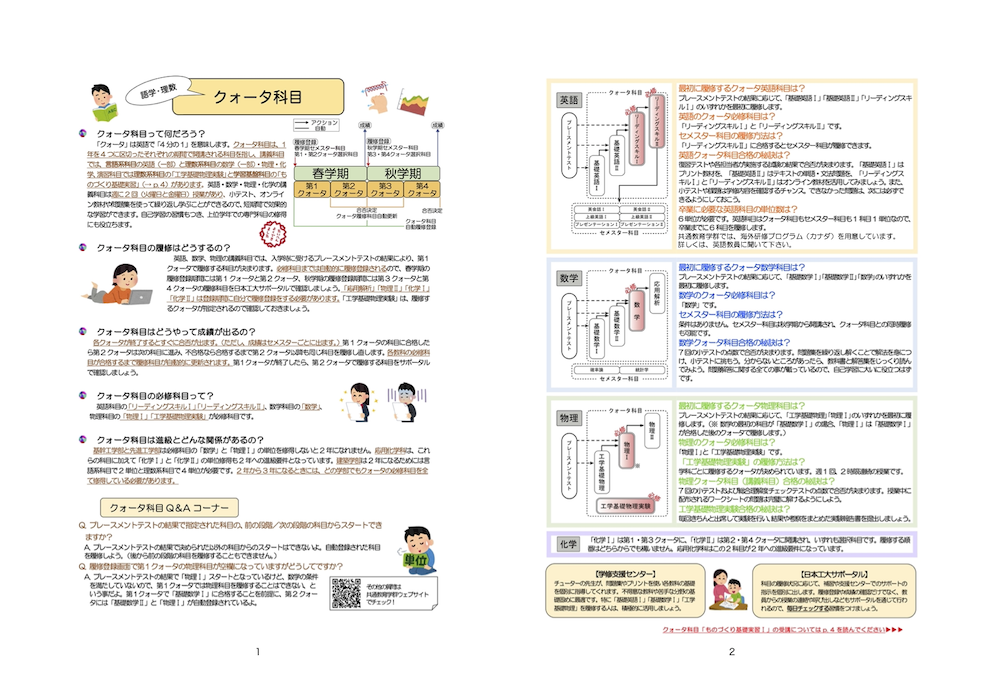 語学・理数
クォータ科目
クォータ科目って何だろう？
「クォータ」は英語で「4分の1」を意味します。クォータ科目は、1
年を4つに区切ったそれぞれの期間で開講される科目を指し、講義科目
では、言語系科目の英語（一部）と理数系科目の数学（一部）・物理・化
学、演習科目では理数系科目の「工学基礎物理実験」と学習基盤科目の「も
のづくり基礎実習」（→p.4）があります。英語・数学・物理・化学の講
義科目は週に2回（火曜日と金曜日）授業があり、小テスト、オンライ
ン教材や問題集を使って繰り返し学ぶことができるので、短期間で効果的
な学習ができます。自己学習の習慣もつき、上位学年での専門科目の修得
にも役立ちます。
アクション
自動
成績
成績
履修登録
春学期セメスター科目
第1・第2クォータ選択科目
履修登録
秋学期セメスター科目
第3・第4クォータ選択科目
春学期
秋学期
第1
クォータ
第2
クォータ
第3
クォータ
第4
クォータ
合否決定
クォータ履修科目自動更新
合否決定
クォータ科目
自動履修登録
クォータ科目の履修はどうするの？
英語、数学、物理の講義科目では、入学時に受けるプレースメントテストの結果により、第1
クォータで履修する科目が決まります。必修科目までは自動的に履修登録されるので、春学期の
履修登録期間には第1クォータと第2クォータ、秋学期の履修登録期間には第3クォータと第
4クォータの履修科目を日本工大サポータルで確認しましょう。「応用解析」「物理Ⅱ」「化学Ⅰ」
「化学Ⅱ」は登録期間に自分で履修登録をする必要があります。「工学基礎物理実験」は、履修す
るクォータが指定されるので確認しておきましょう。
クォータ科目はどうやって成績が出るの？
各クォータが終了するとすぐに合否が出ます。（ただし、成績はセメスターごとに出ます。）第1クォータの科目に合格した
ら第2クォータは次の科目に進み、不合格なら合格するまで第2クォータ以降も同じ科目を履修し直します。各教科の必修科
目が合格するまで履修科目が自動的に更新されます。第1クォータが終了したら、第2クォータで履修する科目をサポータル
で確認しましょう。
クォータ科目の必修科目って？
英語科目の「リーディングスキルⅠ」「リーディングスキルⅡ」、数学科目の「数学」、
物理科目の「物理Ⅰ」「工学基礎物理実験」が必修科目です。
クォータ科目は進級とどんな関係があるの？
基幹工学部と先進工学部は必修科目の「数学」と「物理Ⅰ」の単位を修得しないと2年になれません。応用化学科は、これ
らの科目に加えて「化学Ⅰ」と「化学Ⅱ」の単位修得も2年への進級要件となっています。建築学部は2年になるためには言
語系科目で2単位と理数系科目で4単位が必要です。2年から3年になるときには、どの学部でもクォータの必修科目を全
て修得している必要があります。
クォータ科目Q&Aコーナー
Q. プレースメントテストの結果で指定された科目の、前の段階／次の段階の科目からスタートでき
ますか？
A. プレースメントテストの結果で決められた以外の科目からのスタートはできないよ。自動登録された科目
を履修しよう。（後から前の段階の科目を履修することもできません。）
Q. 履修登録画面で第1クォータの物理科目が空欄になっていますがどうしてですか？
A. プレースメントテストの結果で「物理Ⅰ」スタートとなっているけど、数学の条件
を満たしていないので、第1クォータでは物理科目を履修することはできない、と
いう事だよ。第1クォータで「基礎数学Ⅰ」に合格することを前提に、第2クォー
タには「基礎数学Ⅱ」と「物理Ⅰ」が自動登録されているよ。
単位
その他の質問は
共通教育学群ウェブサイト
でチェック！
1
英語
クォータ科目
プレースメントテスト
基礎英語Ⅰ
基礎英語Ⅱ
リーディングスキルⅠ
リーディングスキルⅡ
英会話Ⅰ
英会話Ⅱ
上級英語Ⅰ
上級英語Ⅱ
プレゼンテーションⅠ
プレゼンテーションⅡ
セメスター科目
最初に履修するクォータ英語科目は？
プレースメントテストの結果に応じて、「基礎英語Ⅰ」「基礎英語Ⅱ」「リーディングスキ
ルⅠ」のいずれかを最初に履修します。
英語のクォータ必修科目は？
「リーディングスキルⅠ」と「リーディングスキルⅡ」です。
セメスター科目の履修方法は？
「リーディングスキルⅡ」に合格するとセメスター科目が履修できます。
英語クォータ科目合格の秘訣は？
復習テストや各担当者が実施する試験の結果で合否が決まります。「基礎英語Ⅰ」は
プリント教材を、「基礎英語Ⅱ」はテキストの単語・文法問題を、「リーディングスキ
ルⅠ」と「リーディングスキルⅡ」はオンライン教材を活用してみましょう。また、
小テストや課題は学修内容を確認するチャンス。できなかった問題は、次には必ずで
きるようにしておこう。
卒業に必要な英語科目の単位数は？
6単位が必要です。英語科目はクォータ科目もセメスター科目も1科目1単位なので、
卒業までに6科目を履修します。
共通教育学群では、海外研修プログラム（カナダ）を用意しています。
詳しくは、英語教員に聞いて下さい。
数学
クォータ科目
プレースメントテスト
基礎数学Ⅰ
基礎数学Ⅱ
数学
応用解析
確率論
統計学
セメスター科目
最初に履修するクォータ数学科目は？
プレースメントテストの結果に応じて、「基礎数学Ⅰ」「基礎数学Ⅱ」「数学」のいずれかを
最初に履修します。
数学のクォータ必修科目は？
「数学」です。
セメスター科目の履修方法は？
条件はありません。セメスター科目は秋学期から開講され、クォータ科目との同時履修
も可能です。
数学クォータ科目合格の秘訣は？
7回の小テストの点数で合否が決まります。問題集を繰り返し解くことで解法を身につ
け、小テストに挑もう。分からないところがあったら、教科書と解答集をじっくり読ん
でみよう。問題解答に関する全ての事が載っているので、自己学習に大いに役立つはず
です。
物理
クォータ科目
プレースメントテスト
工学基礎物理
物理Ⅰ
※
物理Ⅱ
工学基礎物理実験
最初に履修するクォータ物理科目は？
プレースメントテストの結果に応じて、「工学基礎物理」「物理Ⅰ」のいずれかを最初に履
修します。（※ 数学の最初の科目が「基礎数学Ⅰ」の場合、「物理Ⅰ」は「基礎数学Ⅰ」
が合格した後のクォータで履修します。）
物理のクォータ必修科目は？
「物理Ⅰ」と「工学基礎物理実験」です。
「工学基礎物理実験」の履修方法は？
学科ごとに履修するクォータが決められています。週1回、2時限連続の授業です。
物理クォータ科目（講義科目）合格の秘訣は？
7回の小テストおよび総合理解度チェックテストの点数で合否が決まります。授業中に
配布されるワークシートの問題は完璧に解けるようにしよう。
工学基礎物理実験合格の秘訣は？
毎回きちんと出席して実験を行い、結果や考察をまとめた実験報告書を提出しましょう。
化学
「化学Ⅰ」は第1・第3クォータに、「化学Ⅱ」は第2・第4クォータに開講され、いずれも選択科目です。履修する順
番はどちらからでも構いません。応用化学科はこの2科目が2年への進級要件になっています。
【学修支援センター】
チューターの先生が、問題集やプリントを使い各教科の基礎
を個別に指導してくれます。不得意な教科や苦手な分野の基
礎固めに最適です。特に「基礎英語Ⅰ」「基礎数学Ⅰ」「工学
基礎物理」を履修する人は、積極的に活用しましょう。
【日本工大サポータル】
科目の履修状況に応じて、補習や支援センターでのサポートの
指示を個別に出します。履修登録や成績の確認だけでなく、教
員からの授業の連絡や呼び出しなどもサポータルを通じて行わ
れるので、毎日チェックする習慣をつけましょう。
クォータ科目「ものづくり基礎実習Ⅰ」の受講についてはp.4を読んでください▶▶▶
2